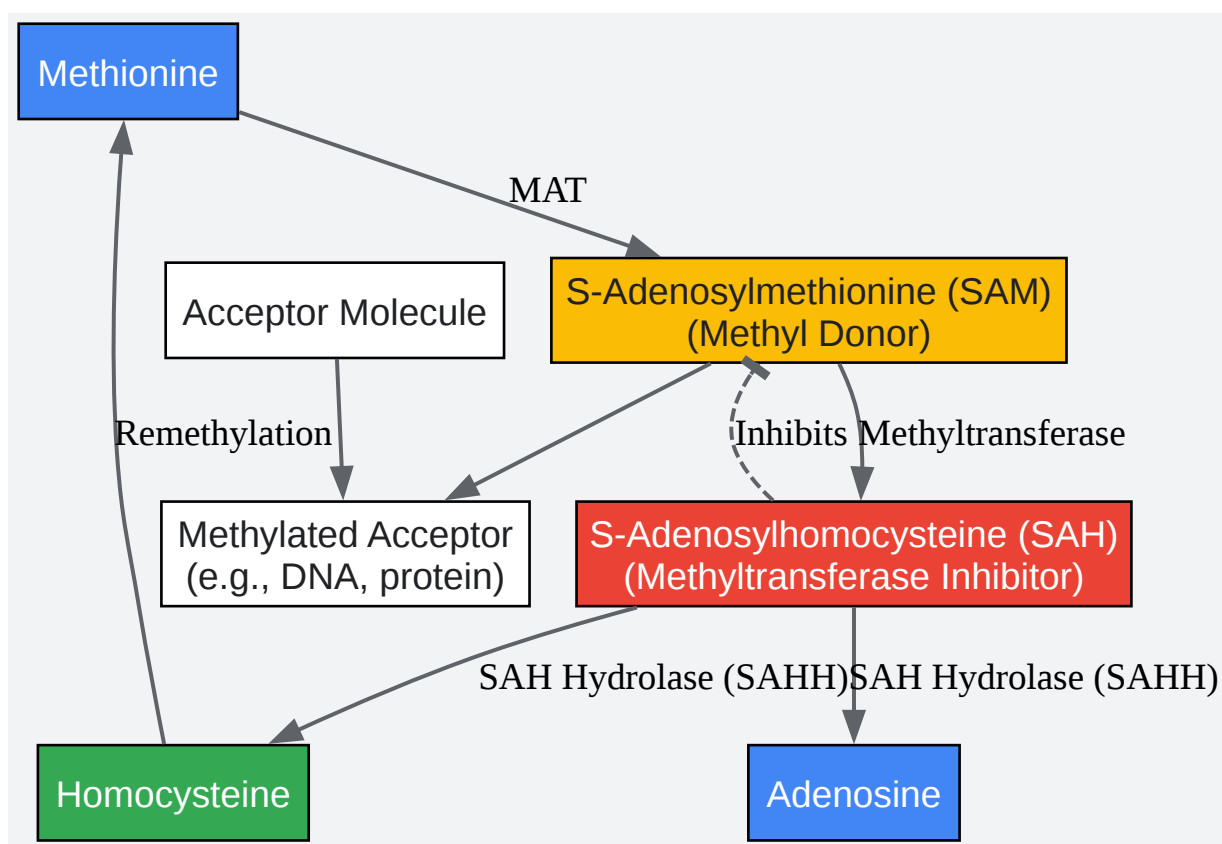 Methionine
MAT
Acceptor Molecule
S-Adenosylmethionine (SAM)
(Methyl Donor)
Remethylation
Inhibits
Methyltransferase
Methylated Acceptor
(e.g., DNA, protein)
S-Adenosylhomocysteine (SAH)
(Methyltransferase Inhibitor)
SAH Hydrolase (SAHH)
SAH Hydrolase (SAHH)
Homocysteine
Adenosine